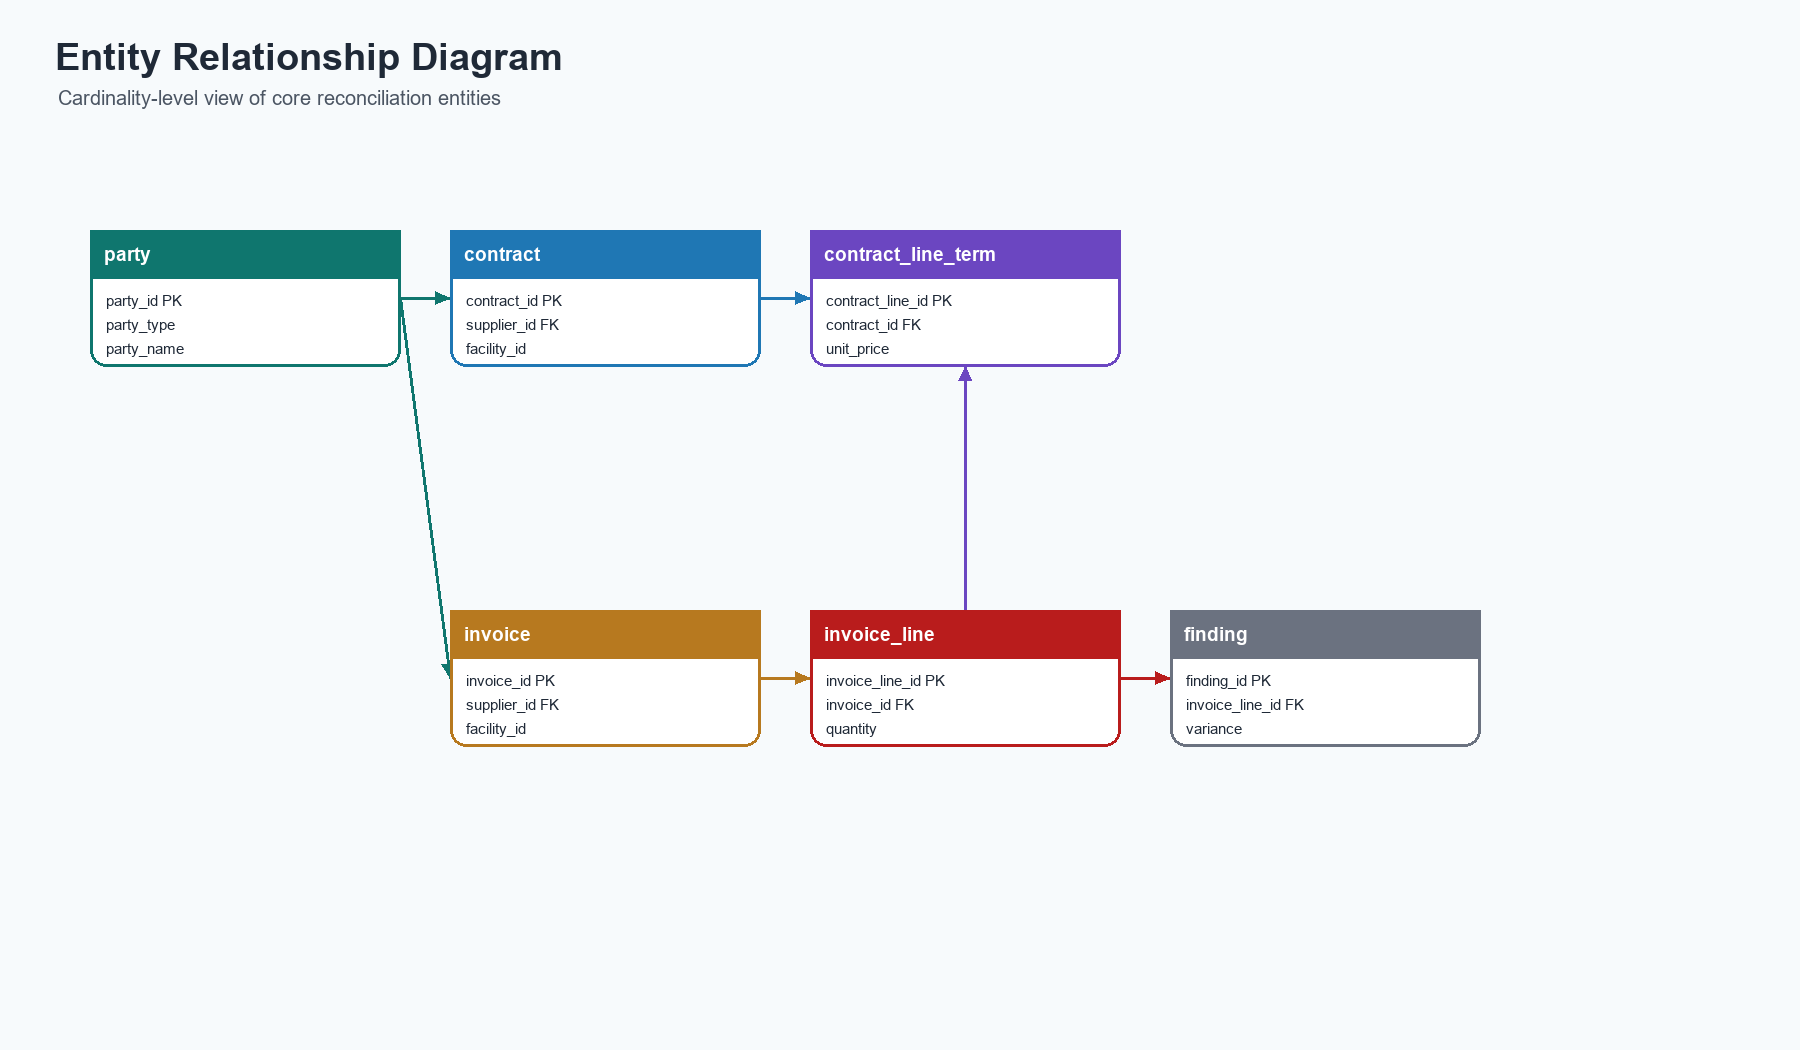 Entity Relationship Diagram
Cardinality-level view of core reconciliation entities
party
party_id PK
party_type
party_name
contract
contract_id PK
supplier_id FK
facility_id
contract_line_term
contract_line_id PK
contract_id FK
unit_price
invoice
invoice_id PK
supplier_id FK
facility_id
invoice_line
invoice_line_id PK
invoice_id FK
quantity
finding
finding_id PK
invoice_line_id FK
variance